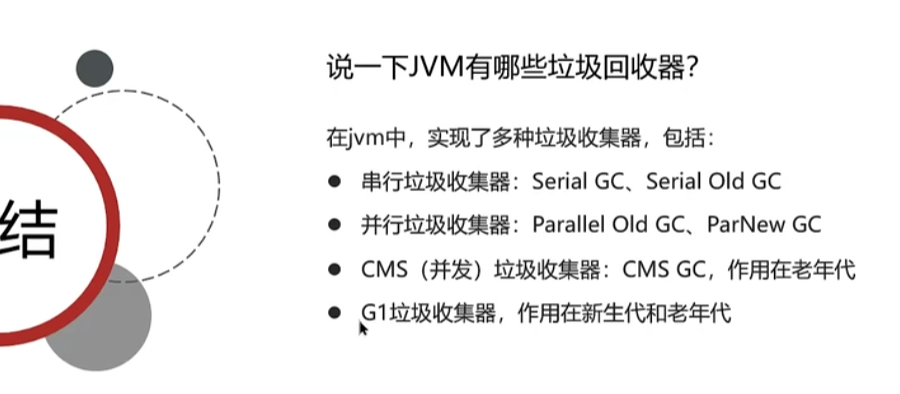 说一下JVM有哪些垃圾回收器?
在jvm中，实现了多种垃圾收集器，包括：
● 串行垃圾收集器：Serial GC、Serial Old GC
● 并行垃圾收集器：Parallel Old GC、ParNew GC
● CMS（并发）垃圾收集器：CMS GC，作用在老年代
● G1垃圾收集器，作用在新生代和老年代
结